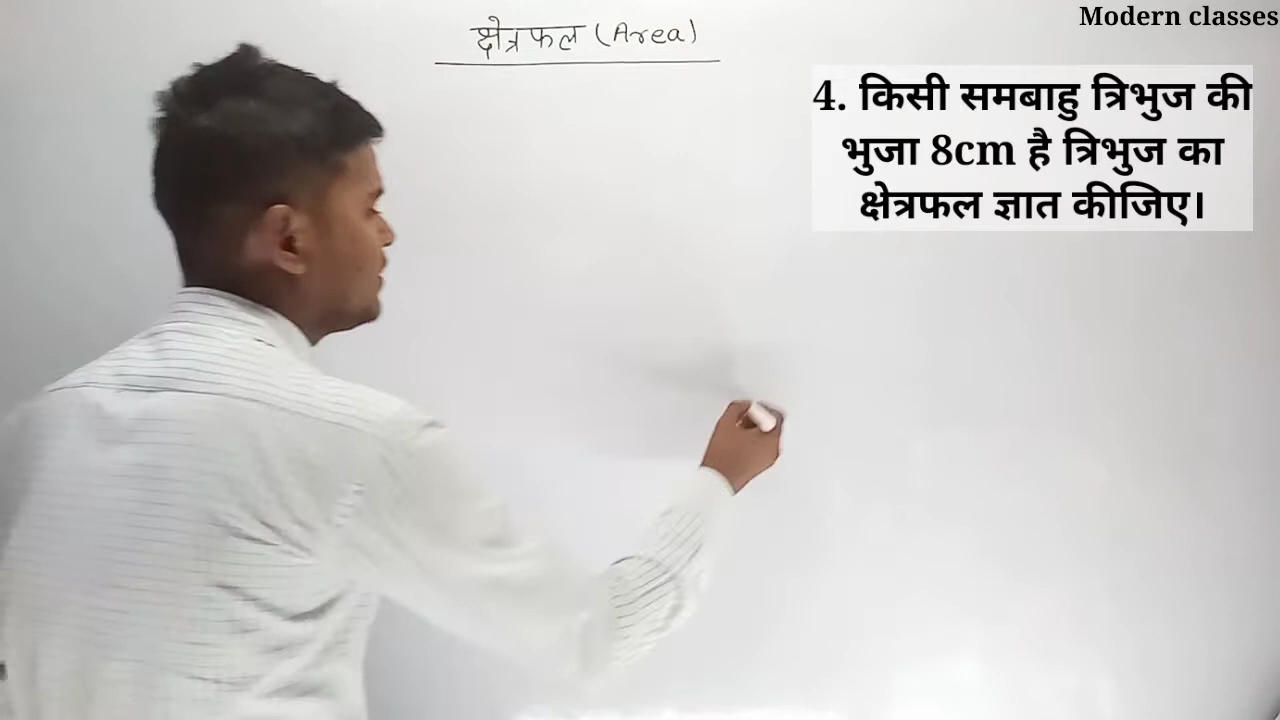 Modern classes
क्षेत्रफल (Area)
4. किसी समबाहु त्रिभुज की
भुजा 8cm है त्रिभुज का
क्षेत्रफल ज्ञात कीजिए।